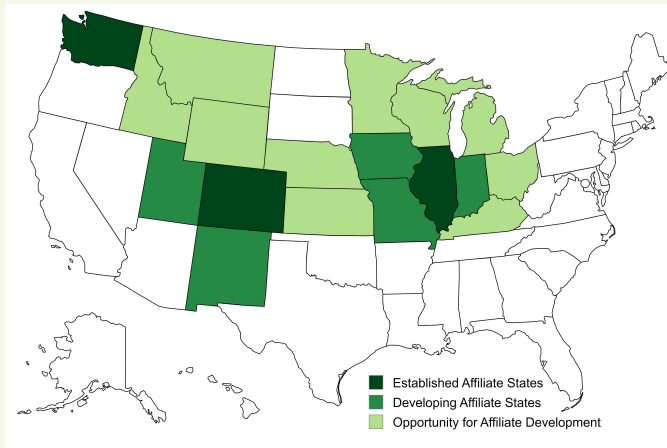 Established Affiliate States
Developing Affiliate States
Opportunity for Affiliate Development